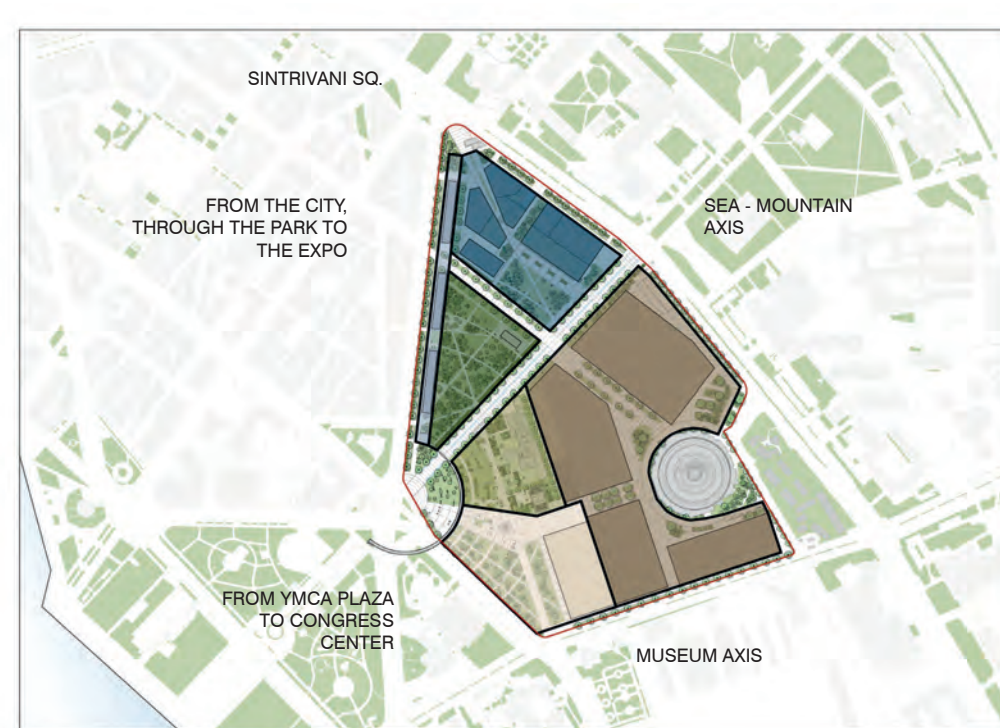 SINTRIVANI SQ.
FROM THE CITY,
THROUGH THE PARK TO
THE EXPO
SEA - MOUNTAIN
AXIS
FROM YMCA PLAZA
TO CONGRESS
CENTER
MUSEUM AXIS